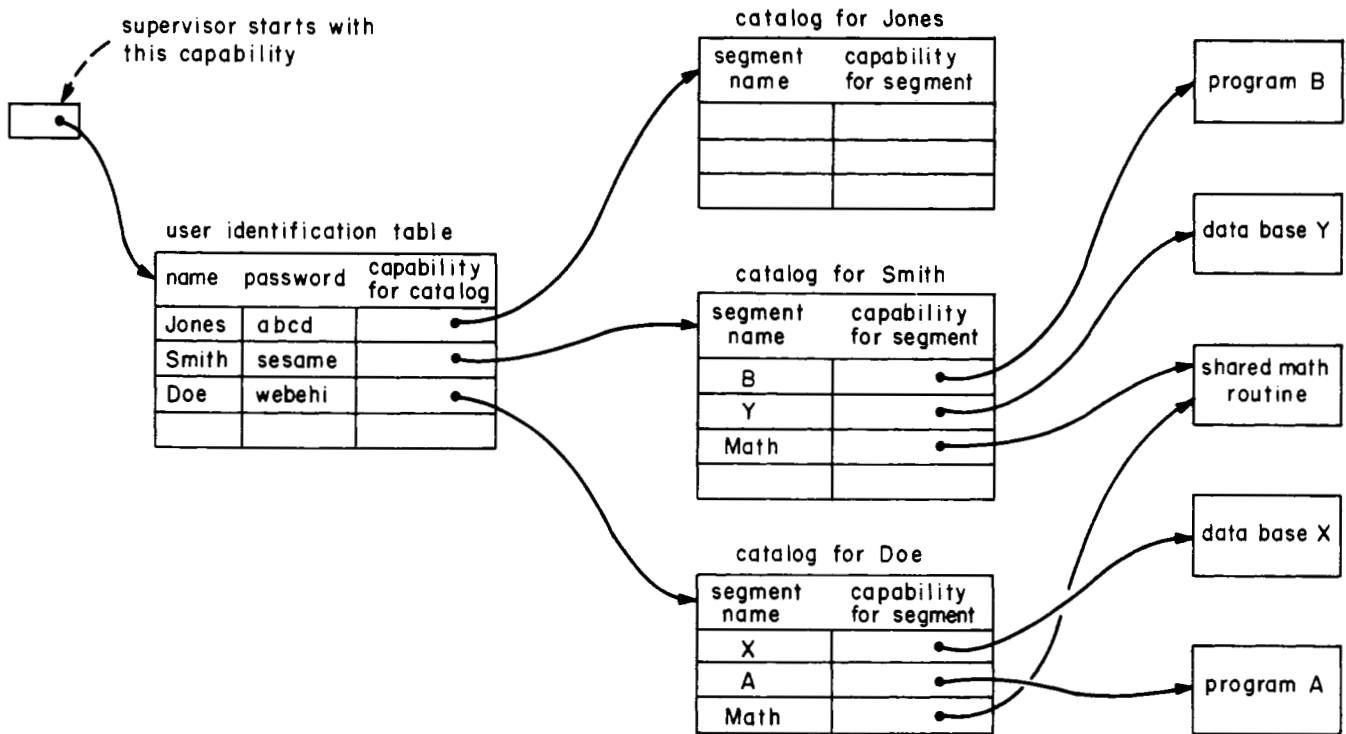 supervisor starts with
this capability
user identification table
name password capability
for catalog
Jones abcd
Smith sesame
Doe webehi
catalog for Jones
segment capability
name for segment
catalog for Smith
segment capability
name for segment
B
Y
Math
catalog for Doe
segment capability
name for segment
X
A
Math
program B
data base Y
shared math
routine
data base X
program A